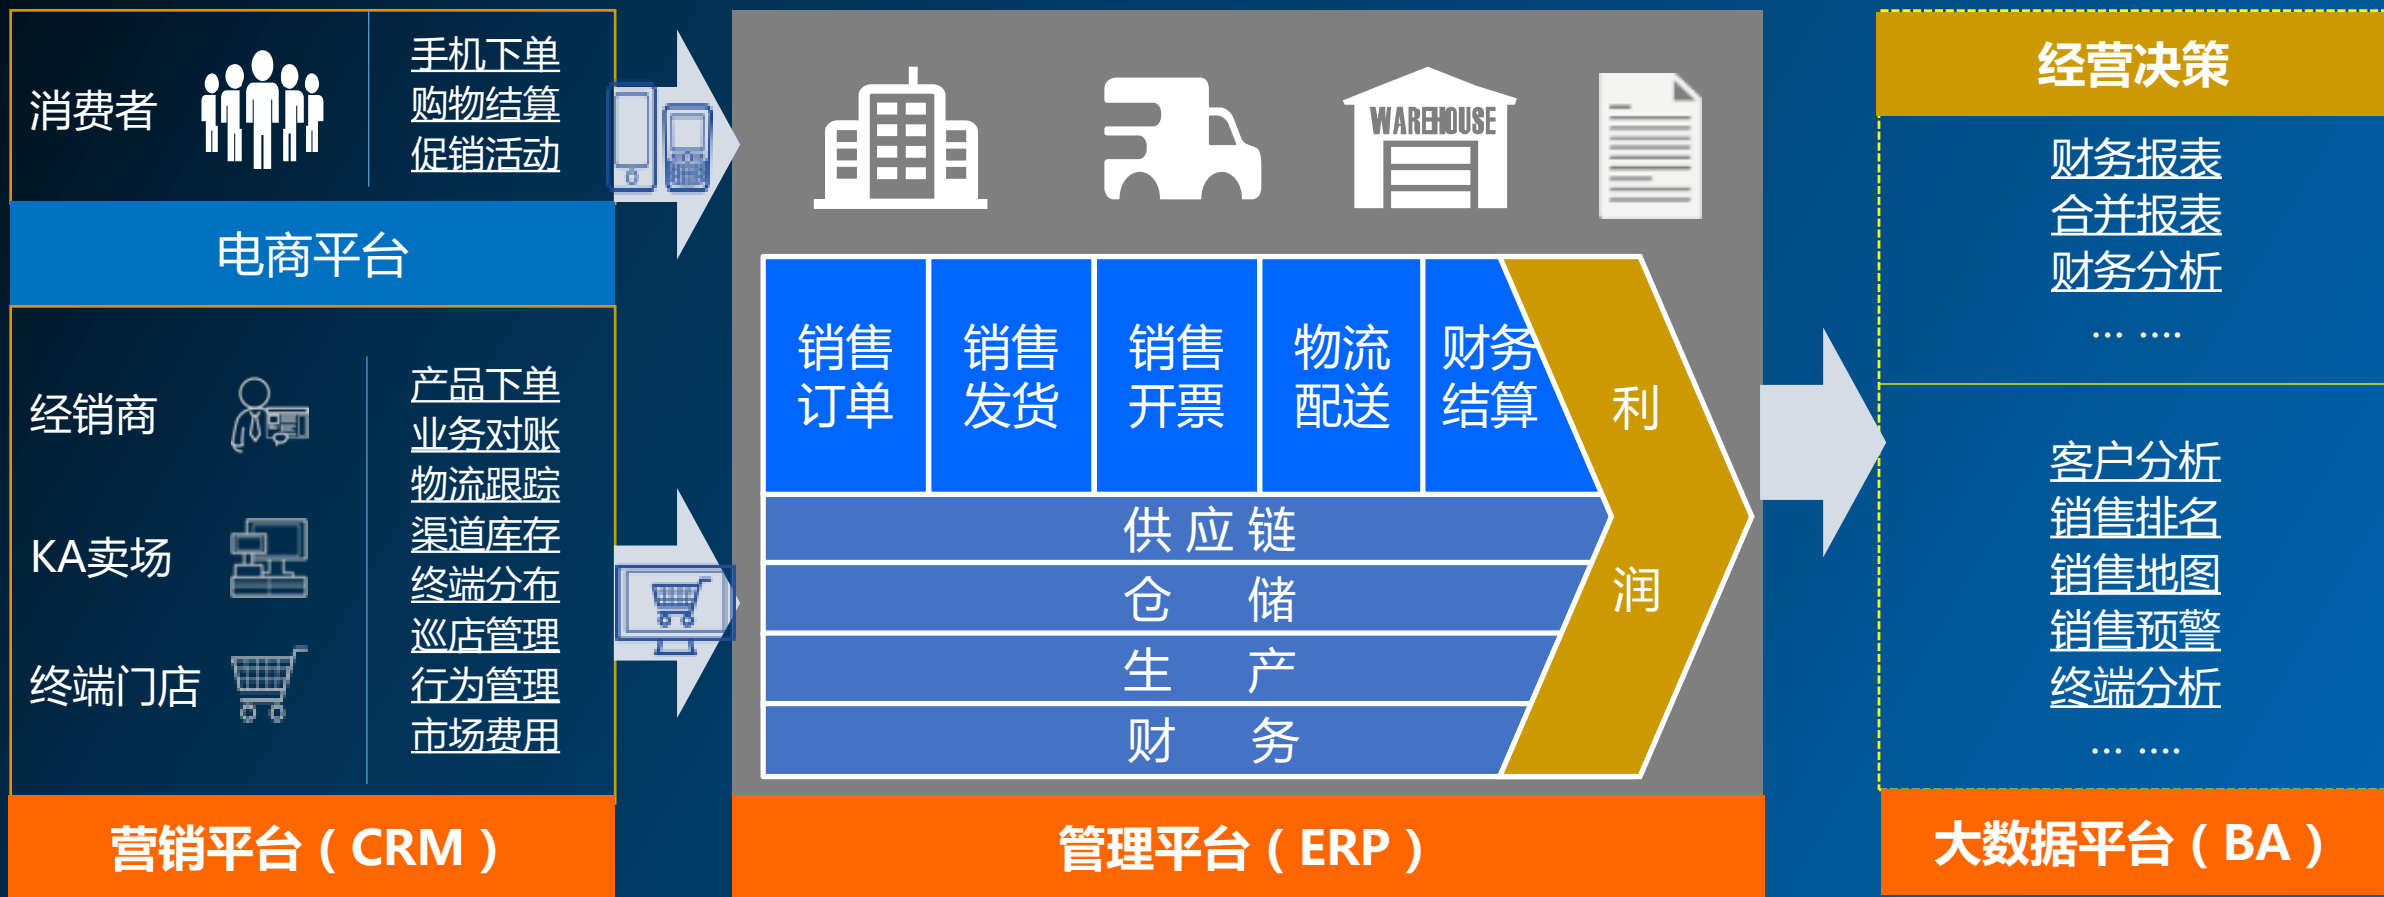 消费者
手机下单
购物结算
促销活动
电商平台
经销商
KA卖场
终端门店
产品下单
业务对账
物流跟踪
渠道库存
终端分布
巡店管理
行为管理
市场费用
营销平台（CRM）
WAREHOUSE
销售
订单
销售
发货
销售
开票
物流
配送
财务
结算
利
润
供 应 链
仓 储
生 产
财 务
管理平台（ERP）
经营决策
财务报表
合并报表
财务分析
... ....
客户分析
销售排名
销售地图
销售预警
终端分析
... ....
大数据平台（BA）